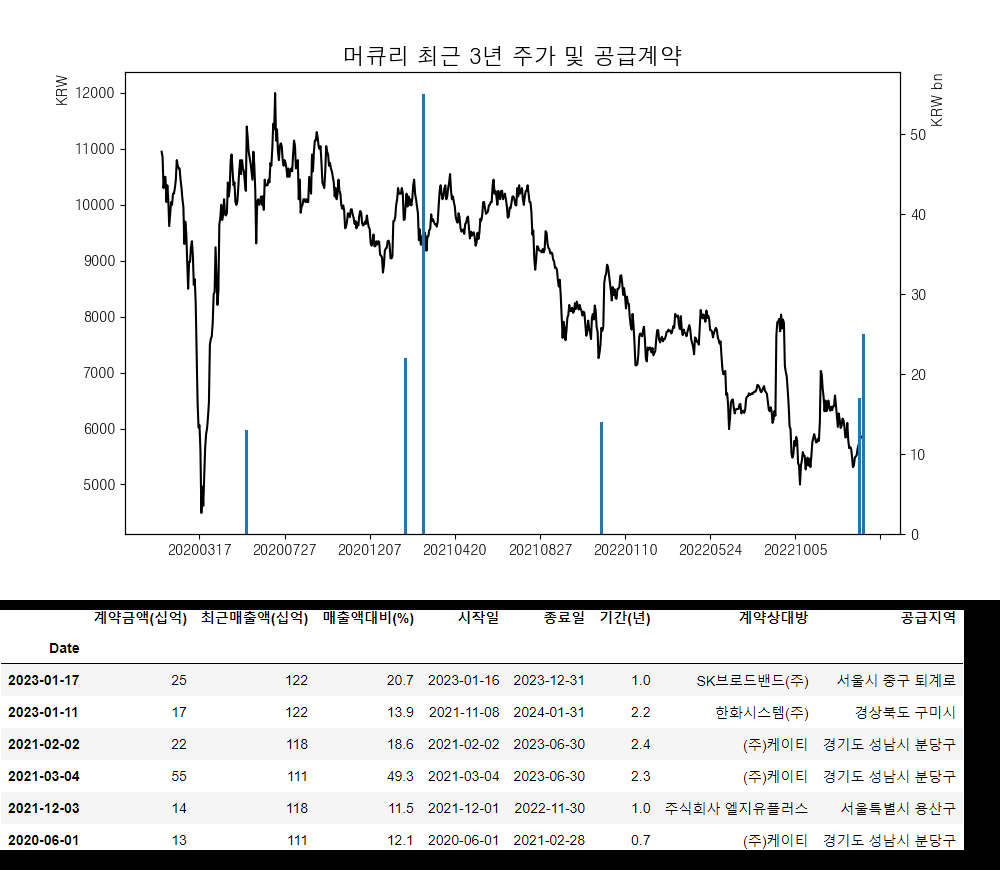 머큐리 최근 3년 주가 및 공급계약
KRW
KRW bn
12000
11000
10000
9000
8000
7000
6000
5000
50
40
30
20
10
0
20200317 20200727 20201207 20210420 20210827 20220110 20220524 20221005
계약금액(십억) 최근매출액(십억) 매출액대비(%) 시작일 종료일 기간(년) 계약상대방 공급지역
Date
2023-01-17 25 122 20.7 2023-01-16 2023-12-31 1.0 SK브로드밴드(주) 서울시 중구 퇴계로
2023-01-11 17 122 13.9 2021-11-08 2024-01-31 2.2 한화시스템(주) 경상북도 구미시
2021-02-02 22 118 18.6 2021-02-02 2023-06-30 2.4 (주)케이티 경기도 성남시 분당구
2021-03-04 55 111 49.3 2021-03-04 2023-06-30 2.3 (주)케이티 경기도 성남시 분당구
2021-12-03 14 118 11.5 2021-12-01 2022-11-30 1.0 주식회사 엘지유플러스 서울특별시 용산구
2020-06-01 13 111 12.1 2020-06-01 2021-02-28 0.7 (주)케이티 경기도 성남시 분당구